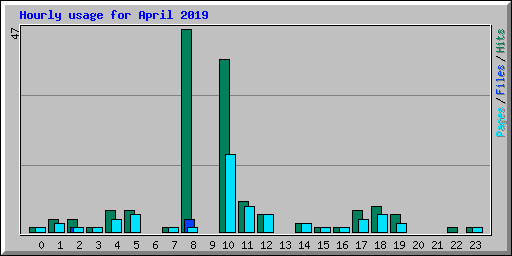 Hourly usage for April 2019
47
Pages/Files/Hits
0 1 2 3 4 5 6 7 8 9 10 11 12 13 14 15 16 17 18 19 20 21 22 23